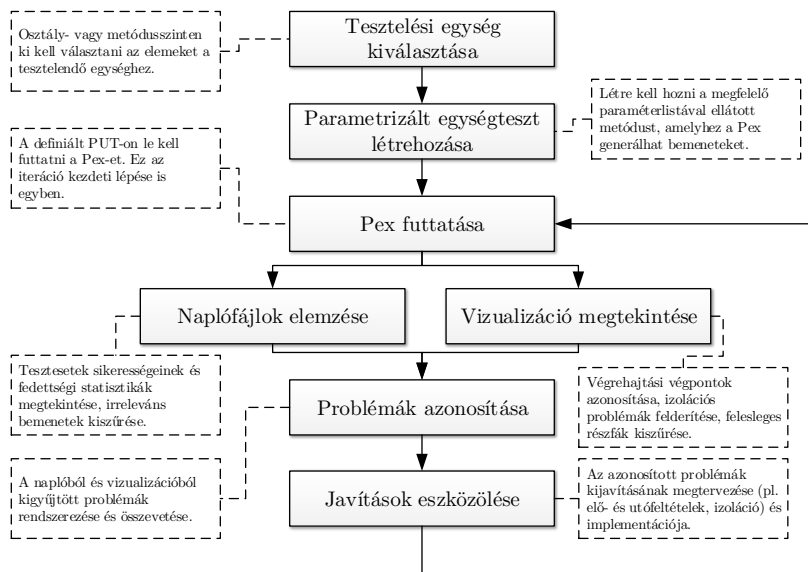 Osztály- vagy metódusszinten
ki kell választani az elemeket a
tesztelendő egységhez.
Tesztelési egység
kiválasztása
Parametrizált egységteszt
létrehozása
Létre kell hozni a megfelelő
paraméterlistával ellátott
metódust, amelyhez a Pex
generálhat bemeneteket.
A definiált PUT-on le kell
futtatni a Pex-et. Ez az
iteráció kezdeti lépése is
egyben.
Pex futtatása
Naplófájlok elemzése
Vizualizáció megtekintése
Tesztesetek sikerességeinek és
fedettségi statisztikák
megtekintése, irreleváns
bemenetek kiszűrése.
Végrehajtási végpontok
azonosítása, izolációs
problémák felderítése, felesleges
részfák kiszűrése.
Problémák azonosítása
A naplóból és vizualizációból
kigyűjtött problémák
rendszerezése és összevetése.
Javítások eszközölése
Az azonosított problémák
kijavításának megtervezése (pl.
elő- és utófeltételek, izoláció) és
implementációja.